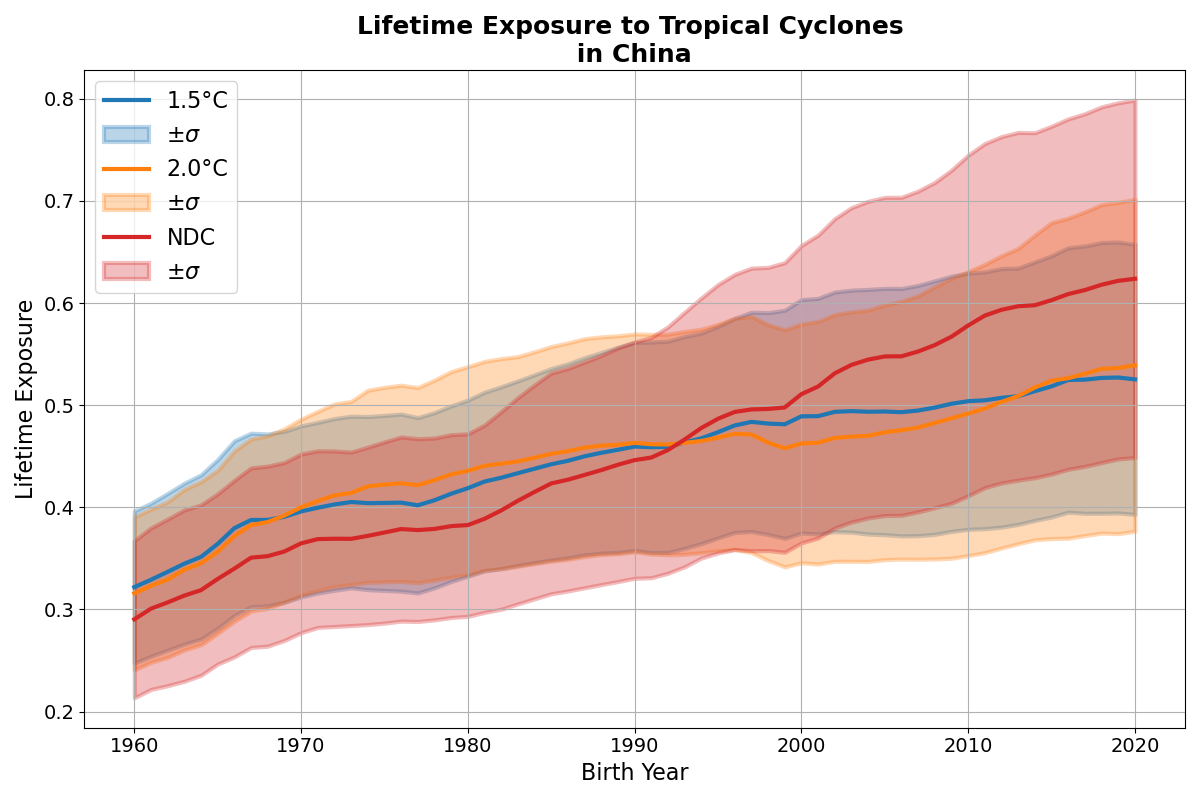 Lifetime Exposure to Tropical Cyclones
in China
1.5°C
±σ
2.0°C
±σ
NDC
±σ
Lifetime Exposure
0.8
0.7
0.6
0.5
0.4
0.3
0.2
1960 1970 1980 1990 2000 2010 2020
Birth Year